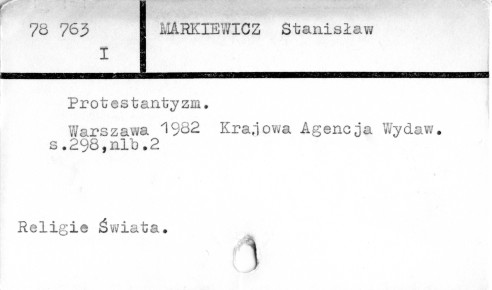 78 763 MARKIEWICZ Stanisław
I
Protestantyzm.
Warszawa 1982 Krajowa Agencja Wydaw.
s.298,nlb.2
Religie Świata.